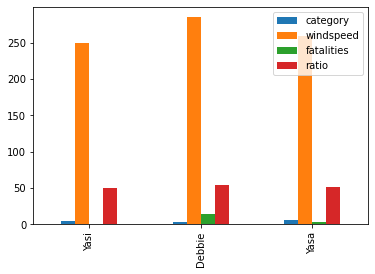 category
windspeed
fatalities
ratio
250
200
150
100
50
0
Yasi
Debbie
Yasa